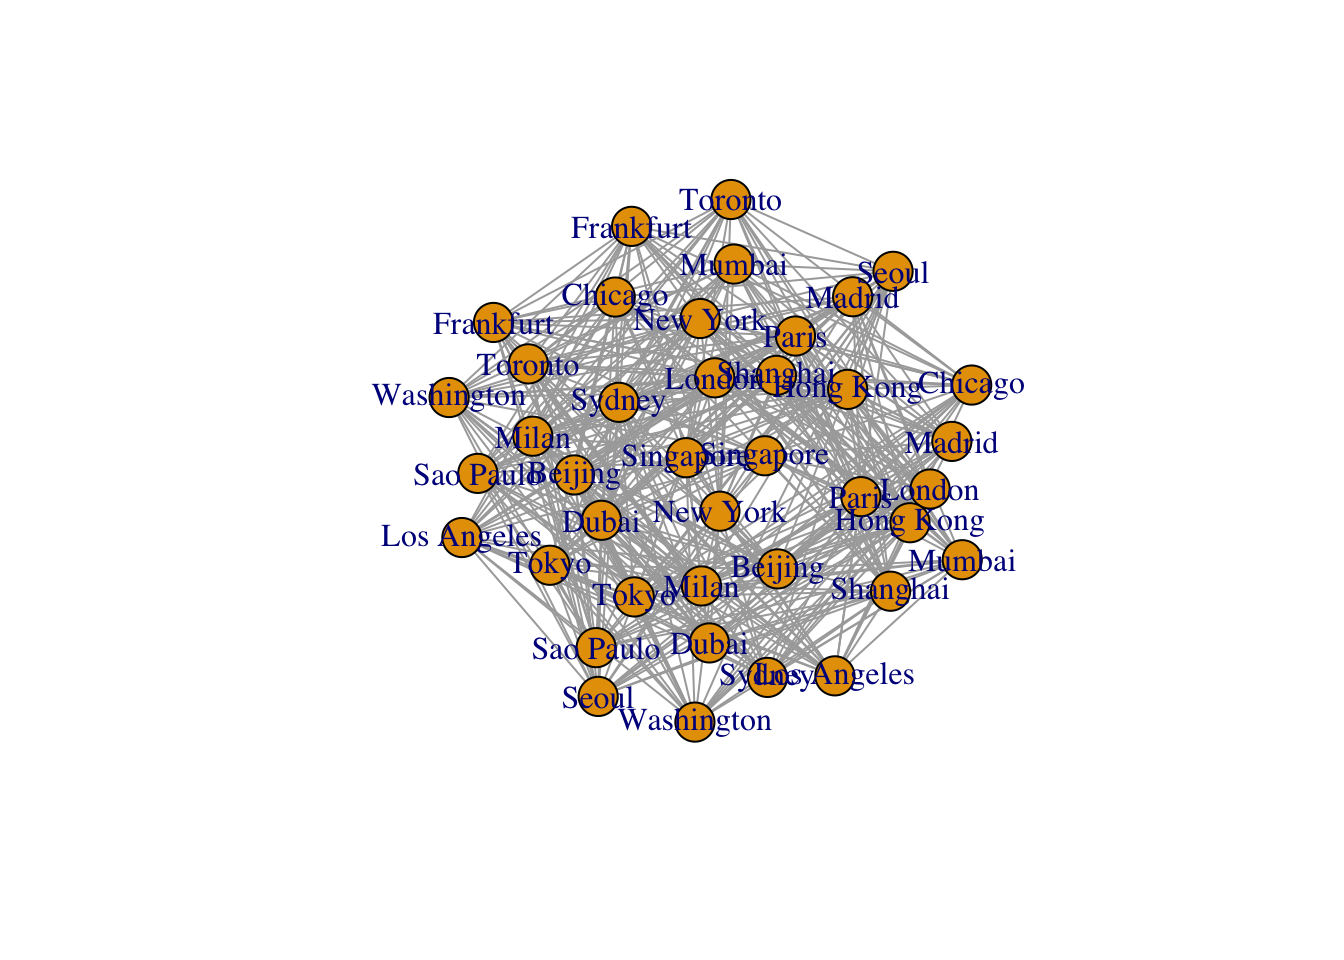 Toronto
Frankfurt
Mumbai
Seoul
Chicago
Madrid
New York
Frankfurt
Paris
Toronto
London
Shanghai
Hong Kong
Chicago
Washington
Sydney
Milan
Madrid
Sao Paulo
Beijing
Singapore
Singapore
Paris
London
Dubai
New York
Hong Kong
Los Angeles
Tokyo
Beijing
Mumbai
Tokyo
Milan
Shanghai
Sao Paulo
Dubai
Sydney
Los Angeles
Seoul
Washington